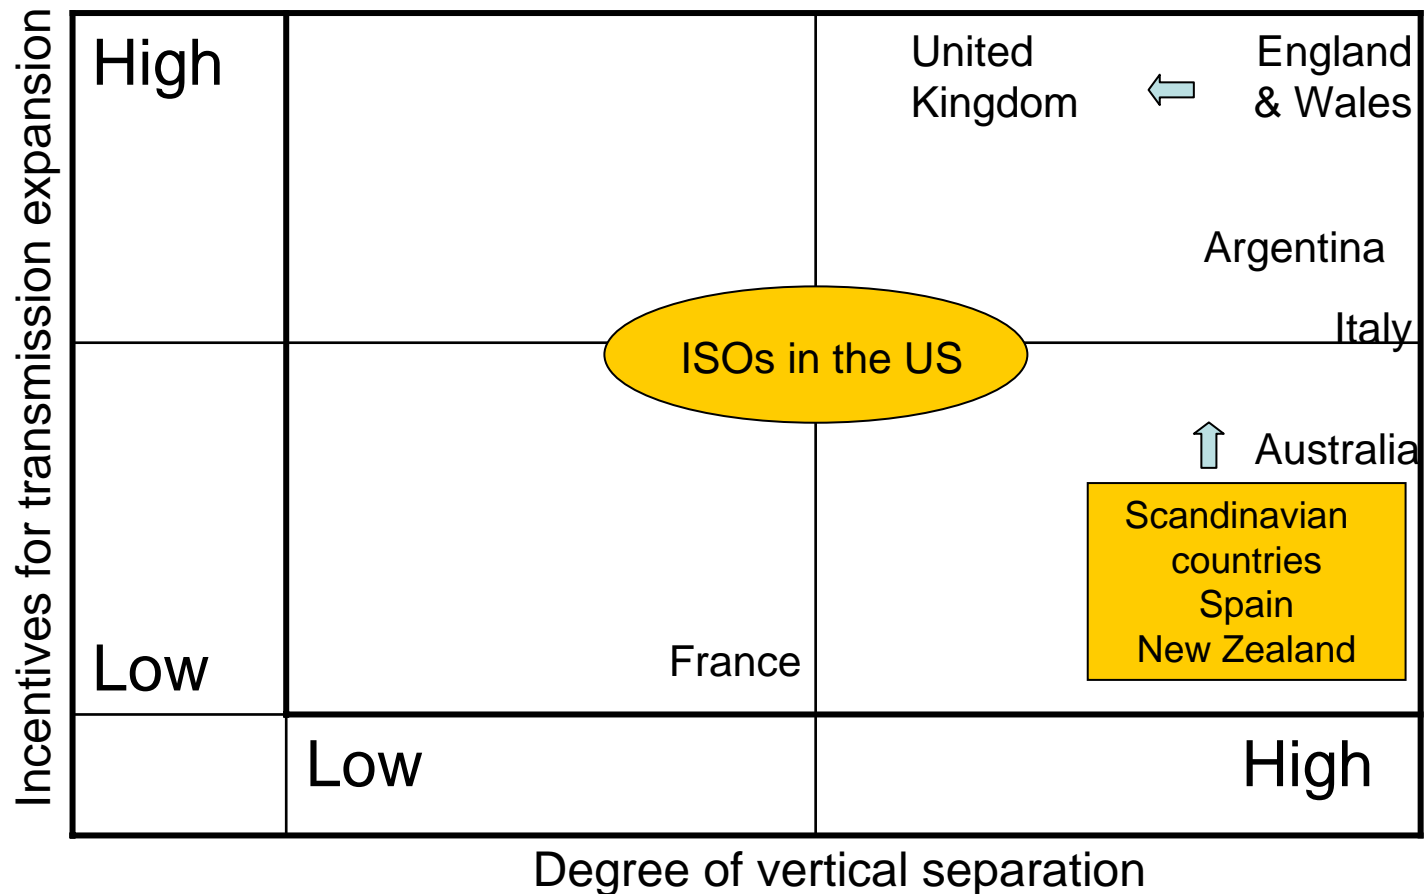 Incentives for transmission expansion
High
United
Kingdom
England
& Wales
Argentina
Italy
ISOs in the US
Australia
Scandinavian
countries
Spain
New Zealand
France
Low
Low
High
Degree of vertical separation